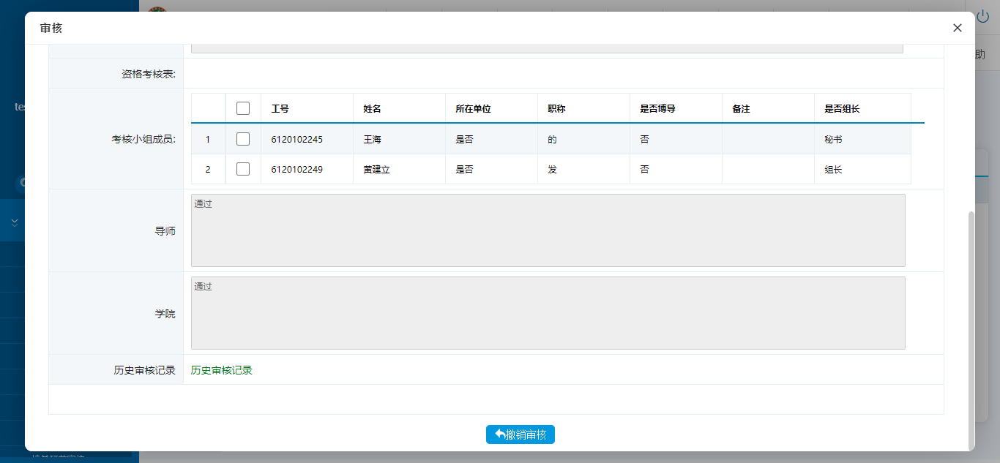 审核
助
tes
资格考核表:
考核小组成员:
工号 姓名 所在单位 职称 是否博导 备注 是否组长
1 6120102245 王海 是否 的 否 秘书
2 6120102249 黄建立 是否 发 否 组长
导师
通过
学院
通过
历史审核记录 历史审核记录
撤销审核